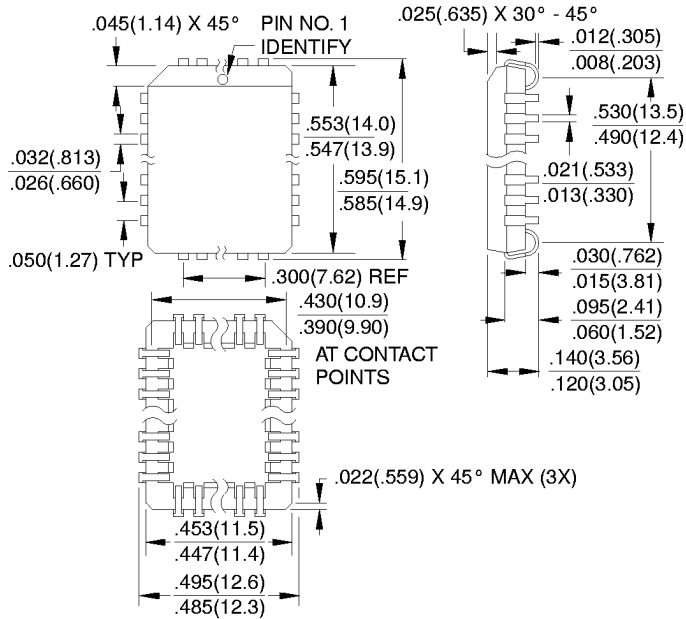 .045(1.14) X 45°
PIN NO. 1
IDENTIFY
.025(.635) X 30° - 45°
.012(.305)
.008(.203)
.553(14.0)
.547(13.9)
.530(13.5)
.490(12.4)
.032(.813)
.026(.660)
.595(15.1)
.585(14.9)
.021(.533)
.013(.330)
.050(1.27) TYP
.300(7.62) REF
.030(.762)
.015(3.81)
.430(10.9)
.390(9.90)
AT CONTACT
POINTS
.095(2.41)
.060(1.52)
.140(3.56)
.120(3.05)
.022(.559) X 45° MAX (3X)
.453(11.5)
.447(11.4)
.495(12.6)
.485(12.3)